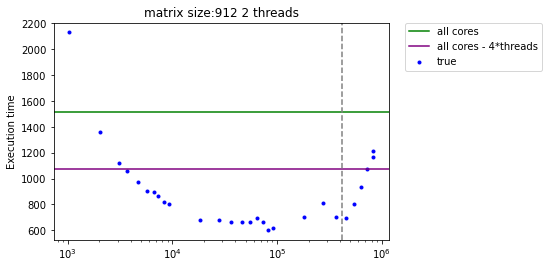 matrix size:912 2 threads
all cores
all cores - 4*threads
true
Execution time
2200
2000
1800
1600
1400
1200
1000
800
600
10³
10⁴
10⁵
10⁶